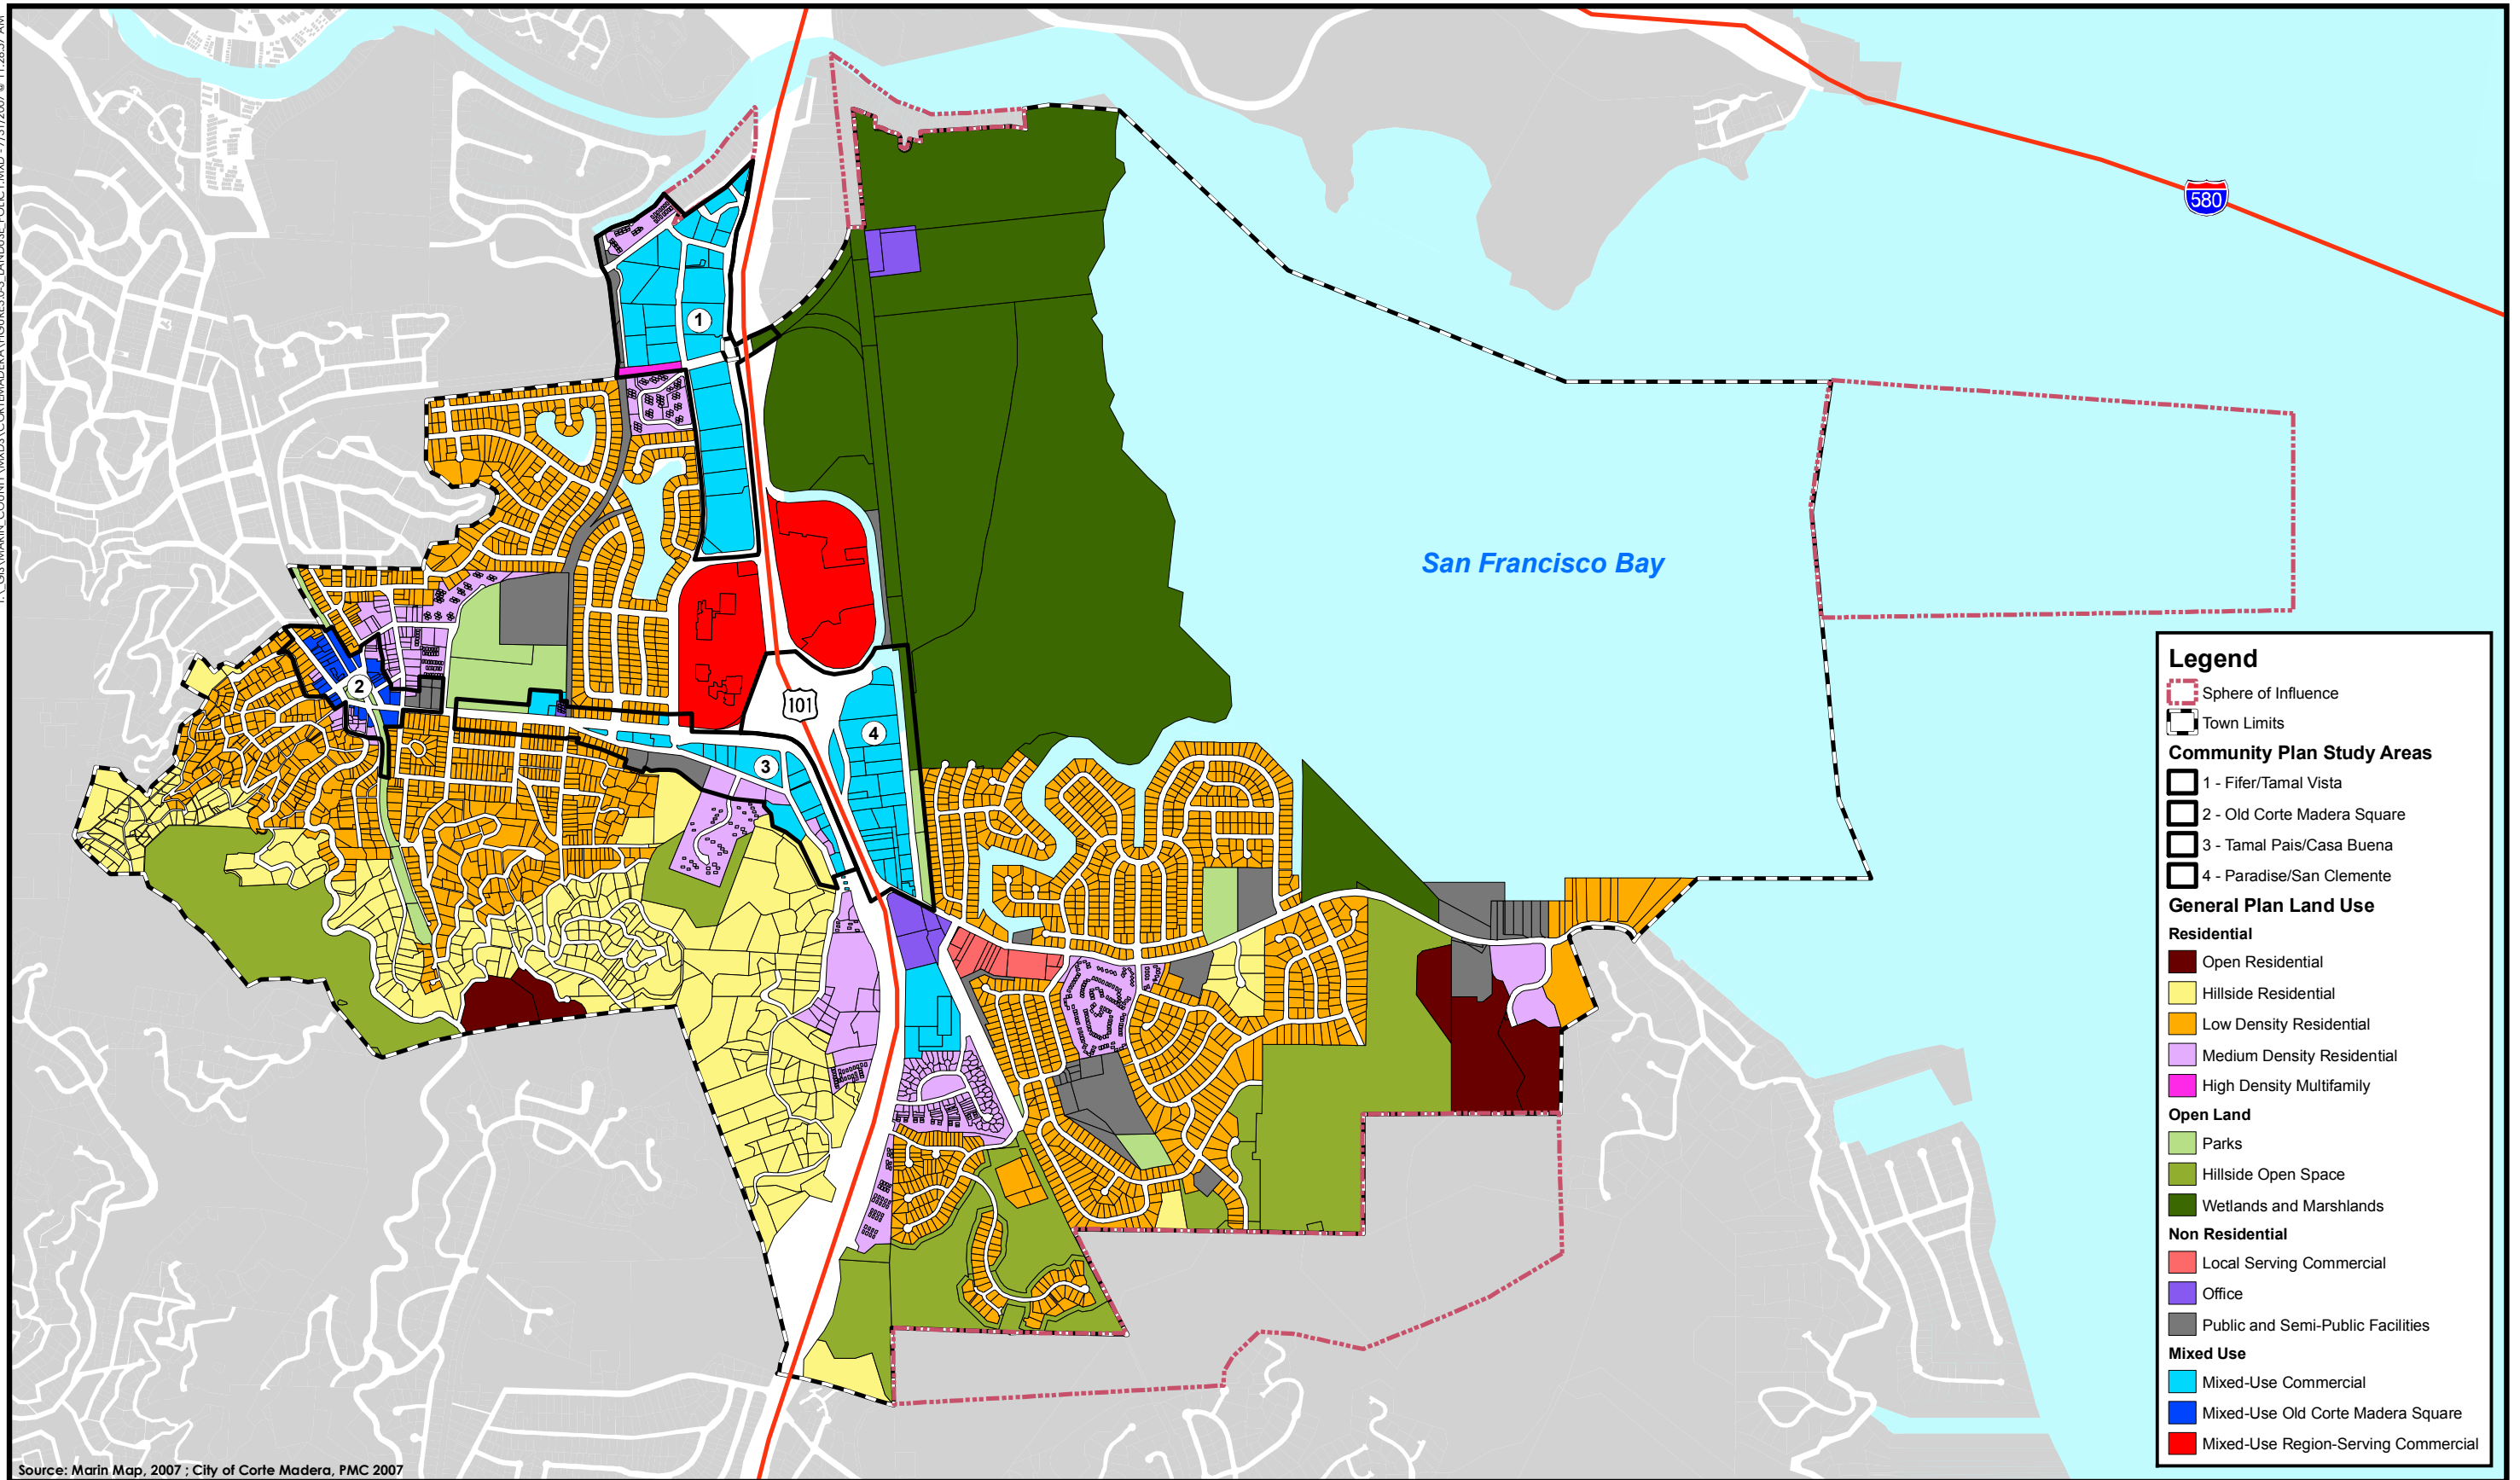 580
1
San Francisco Bay
2
101
4
3
Legend
Sphere of Influence
Town Limits
Community Plan Study Areas
1 - Fifer/Tamal Vista
2 - Old Corte Madera Square
3 - Tamal Pais/Casa Buena
4 - Paradise/San Clemente
General Plan Land Use
Residential
Open Residential
Hillside Residential
Low Density Residential
Medium Density Residential
High Density Multifamily
Open Land
Parks
Hillside Open Space
Wetlands and Marshlands
Non Residential
Local Serving Commercial
Office
Public and Semi-Public Facilities
Mixed Use
Mixed-Use Commercial
Mixed-Use Old Corte Madera Square
Mixed-Use Region-Serving Commercial
Source: Marin Map, 2007 ; City of Corte Madera, PMC 2007